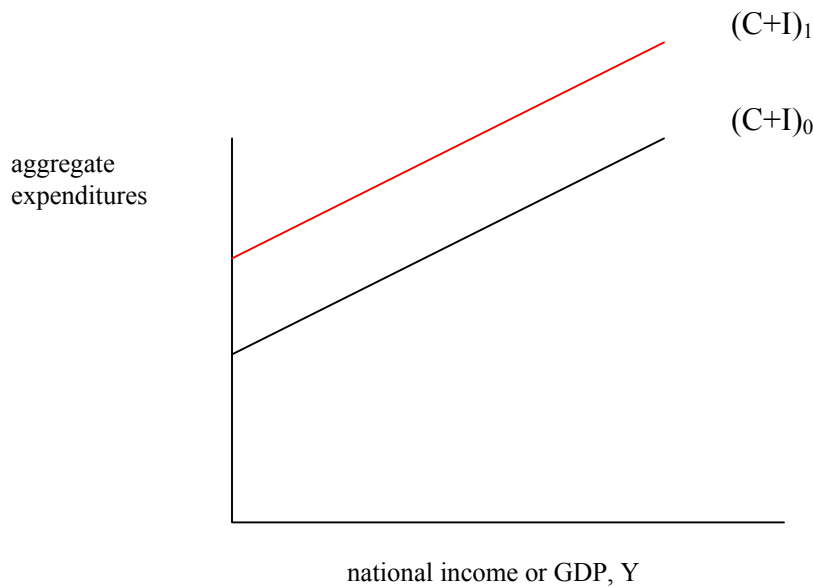 (C+I)₁
(C+I)₀
aggregate
expenditures
national income or GDP, Y